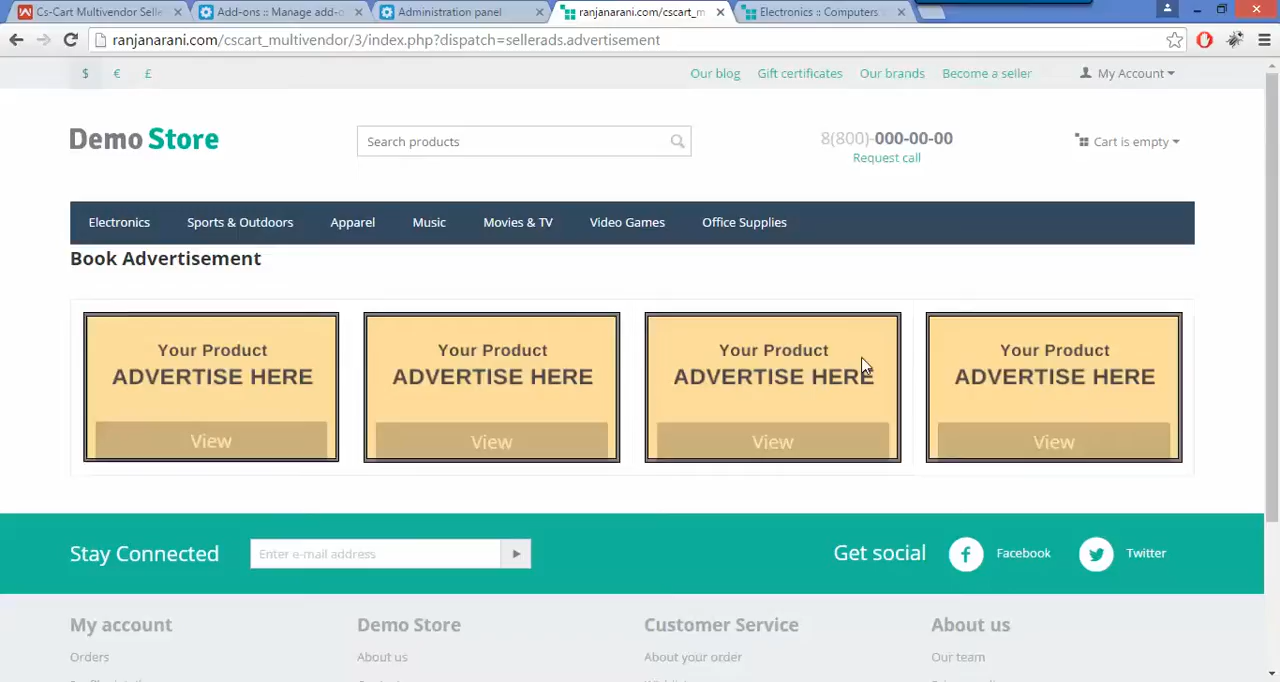 Cs-Cart Multivendor Selle
Add-ons :: Manage add-o
Administration panel
ranjanarani.com/cscart_m
Electronics :: Computers
ranjanarani.com/cscart_multivendor/3/index.php?dispatch=sellerads.advertisement
$ € £
Our blog Gift certificates Our brands Become a seller My Account
Demo Store
Search products
8(800)-000-00-00
Request call
Cart is empty
Electronics Sports & Outdoors Apparel Music Movies & TV Video Games Office Supplies
Book Advertisement
Your Product
ADVERTISE HERE
View
Your Product
ADVERTISE HERE
View
Your Product
ADVERTISE HERE
View
Your Product
ADVERTISE HERE
View
Stay Connected
Enter e-mail address
Get social
Facebook
Twitter
My account Demo Store Customer Service About us
Orders About us About your order Our team